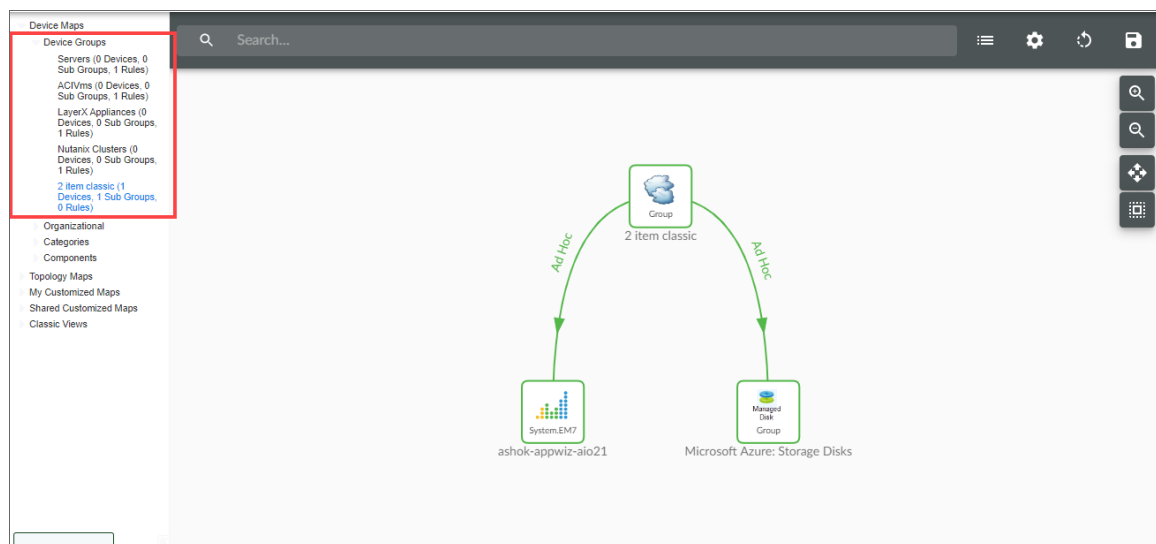 Device Maps
Device Groups
Servers (0 Devices, 0
Sub Groups, 1 Rules)
ACIVms (0 Devices, 0
Sub Groups, 1 Rules)
LayerX Appliances (0
Devices, 0 Sub Groups,
1 Rules)
Nutanix Clusters (0
Devices, 0 Sub Groups,
1 Rules)
2 item classic (1
Devices, 1 Sub Groups,
0 Rules)
Organizational
Categories
Components
Topology Maps
My Customized Maps
Shared Customized Maps
Classic Views
Search...
Group
2 item classic
Ad Hoc
Ad Hoc
System.EM7
ashok-appwiz-aio21
Managed
Disk
Group
Microsoft Azure: Storage Disks